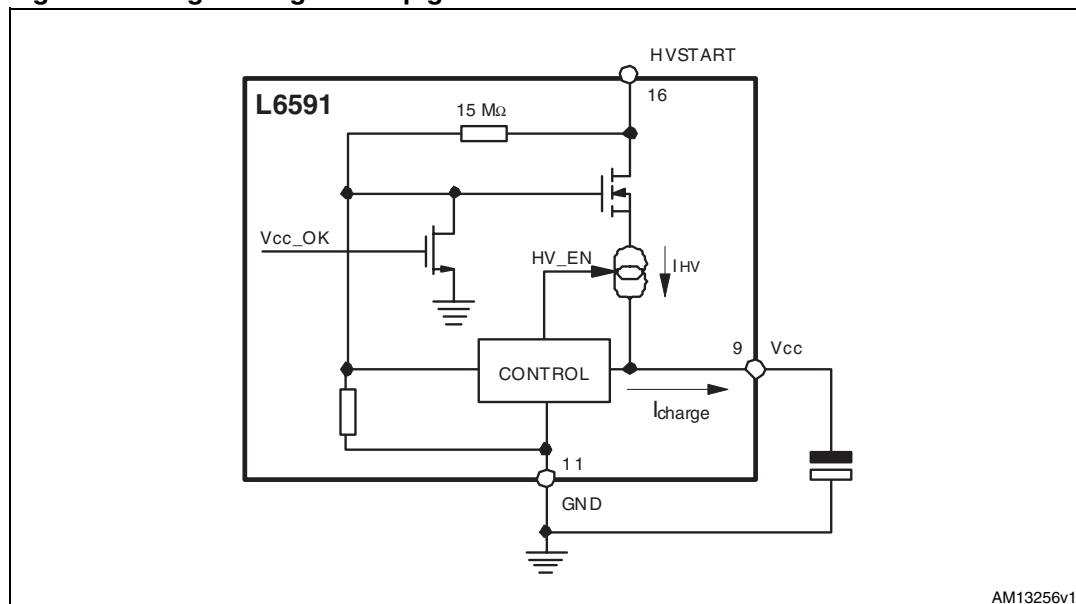 HVSTART
16
L6591
15 MΩ
Vcc_OK
HV_EN
IHV
9
Vcc
CONTROL
Icharge
11
GND
AM13256v1